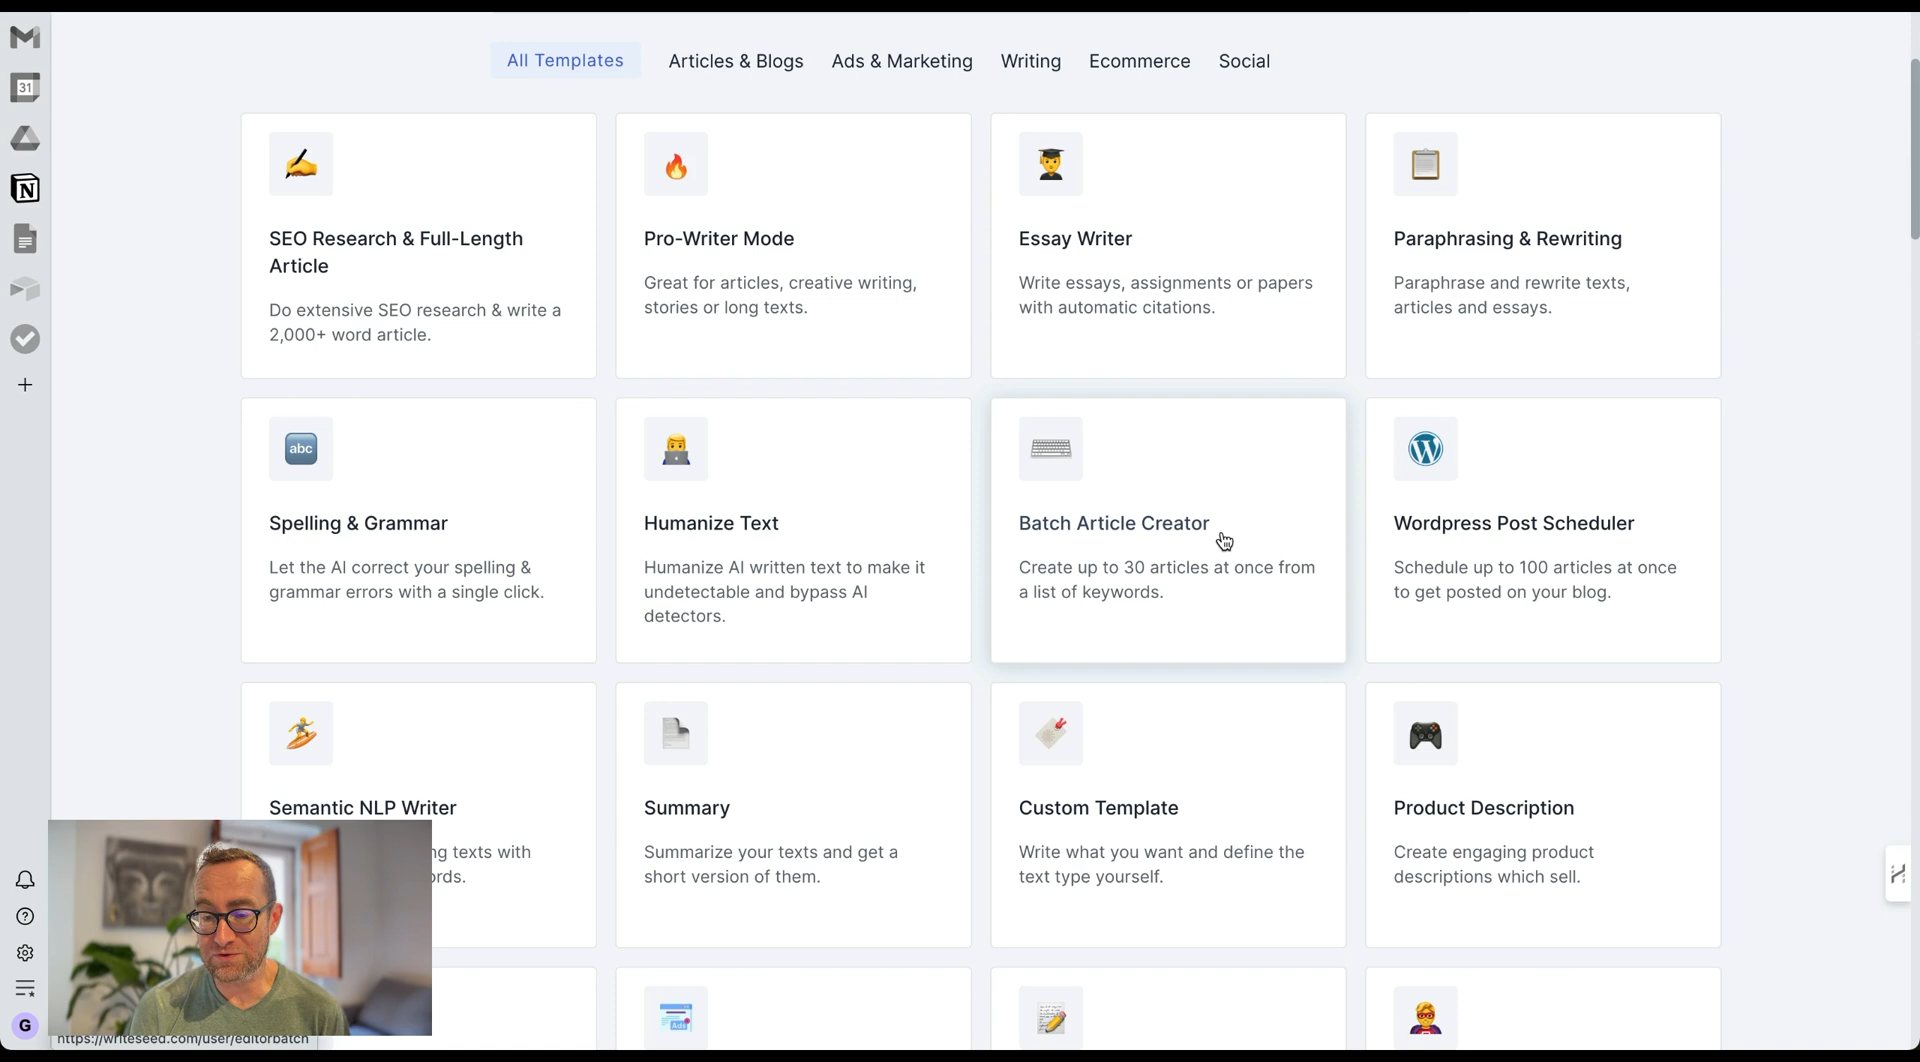 31
All Templates
Articles & Blogs
Ads & Marketing
Writing
Ecommerce
Social
N
SEO Research & Full-Length
Article
Do extensive SEO research & write a
2,000+ word article.
Pro-Writer Mode
Great for articles, creative writing,
stories or long texts.
Essay Writer
Write essays, assignments or papers
with automatic citations.
Paraphrasing & Rewriting
Paraphrase and rewrite texts,
articles and essays.
abc
Spelling & Grammar
Let the AI correct your spelling &
grammar errors with a single click.
Humanize Text
Humanize AI written text to make it
undetectable and bypass AI
detectors.
Batch Article Creator
Create up to 30 articles at once from
a list of keywords.
Wordpress Post Scheduler
Schedule up to 100 articles at once
to get posted on your blog.
Semantic NLP Writer
texts with
Summary
Summarize your texts and get a
short version of them.
Custom Template
Write what you want and define the
text type yourself.
Product Description
Create engaging product
descriptions which sell.
Ads
G
https://writeseed.com/user/editorbatch